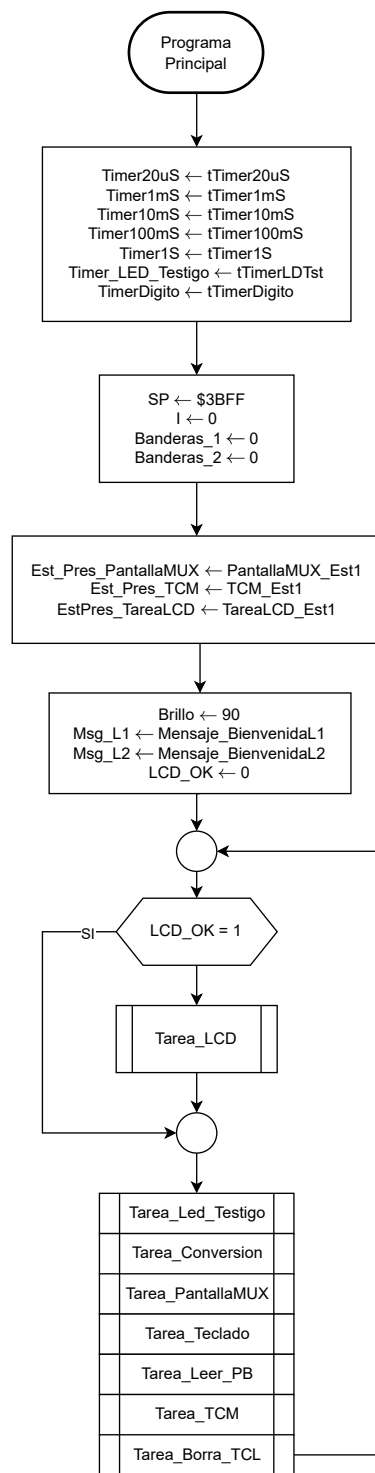 Programa
Principal
Timer20uS ← tTimer20uS
Timer1mS ← tTimer1mS
Timer10mS ← tTimer10mS
Timer100mS ← tTimer100mS
Timer1S ← tTimer1S
Timer_LED_Testigo ← tTimerLDTst
TimerDigito ← tTimerDigito
SP ← $3BFF
I ← 0
Banderas_1 ← 0
Banderas_2 ← 0
Est_Pres_PantallaMUX ← PantallaMUX_Est1
Est_Pres_TCM ← TCM_Est1
EstPres_TareaLCD ← TareaLCD_Est1
Brillo ← 90
Msg_L1 ← Mensaje_BienvenidaL1
Msg_L2 ← Mensaje_BienvenidaL2
LCD_OK ← 0
LCD_OK = 1
SI
Tarea_LCD
Tarea_Led_Testigo
Tarea_Conversion
Tarea_PantallaMUX
Tarea_Teclado
Tarea_Leer_PB
Tarea_TCM
Tarea_Borra_TCL